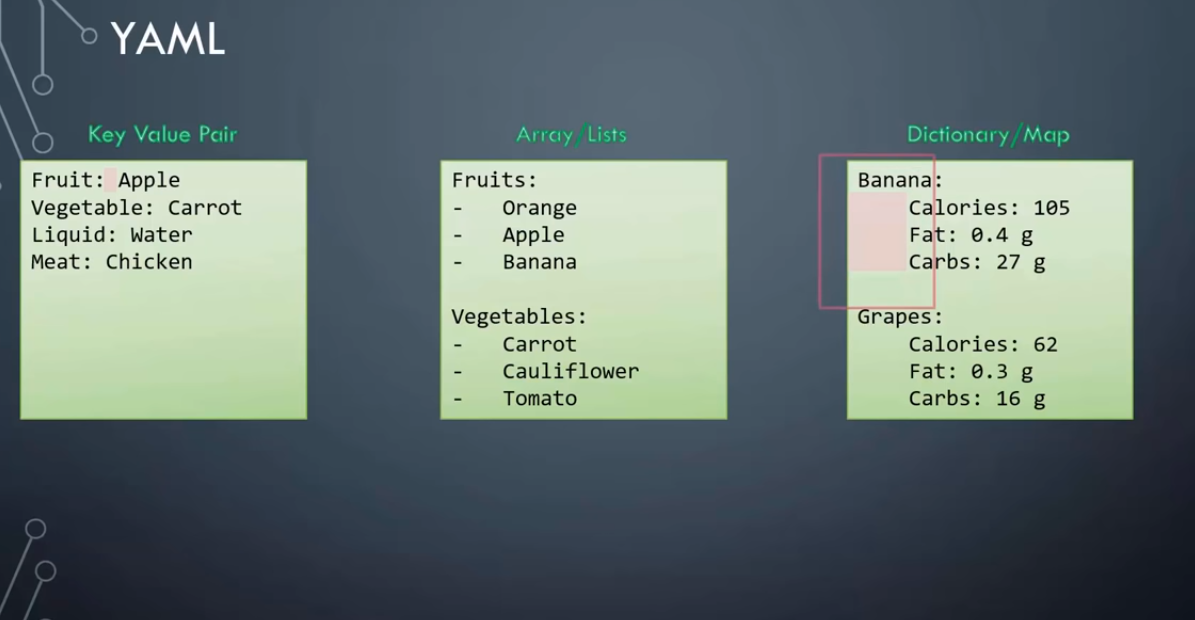 YAML
Key Value Pair
Fruit: Apple
Vegetable: Carrot
Liquid: Water
Meat: Chicken
Array/Lists
Fruits:
- Orange
- Apple
- Banana
Vegetables:
- Carrot
- Cauliflower
- Tomato
Dictionary/Map
Banana:
Calories: 105
Fat: 0.4 g
Carbs: 27 g
Grapes:
Calories: 62
Fat: 0.3 g
Carbs: 16 g